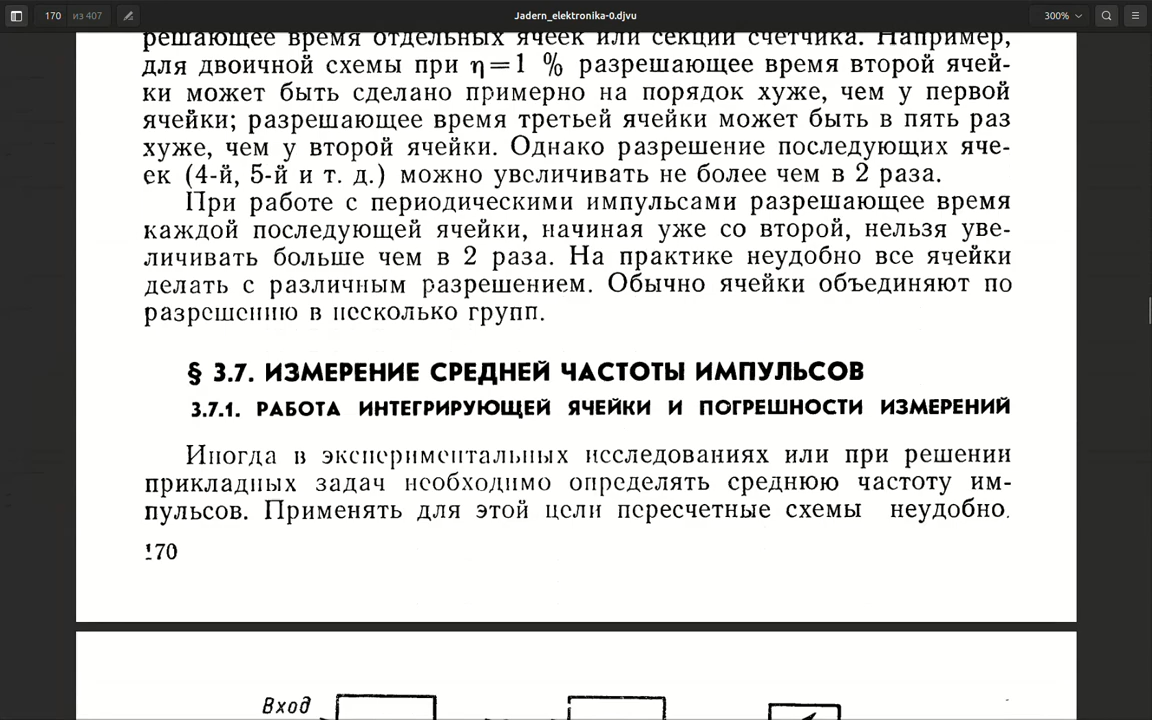 170 из 407
Jadern_elektronika-0.djvu
300%
решающее время отдельных ячеек или секций счетчика. Например,
для двоичной схемы при η=1 % разрешающее время второй ячей-
ки может быть сделано примерно на порядок хуже, чем у первой
ячейки; разрешающее время третьей ячейки может быть в пять раз
хуже, чем у второй ячейки. Однако разрешение последующих яче-
ек (4-й, 5-й и т. д.) можно увеличивать не более чем в 2 раза.
При работе с периодическими импульсами разрешающее время
каждой последующей ячейки, начиная уже со второй, нельзя уве-
личивать больше чем в 2 раза. На практике неудобно все ячейки
делать с различным разрешением. Обычно ячейки объединяют по
разрешению в несколько групп.
§ 3.7. ИЗМЕРЕНИЕ СРЕДНЕЙ ЧАСТОТЫ ИМПУЛЬСОВ
3.7.1. РАБОТА ИНТЕГРИРУЮЩЕЙ ЯЧЕЙКИ И ПОГРЕШНОСТИ ИЗМЕРЕНИЙ
Иногда в экспериментальных исследованиях или при решении
прикладных задач необходимо определять среднюю частоту им-
пульсов. Применять для этой цели пересчетные схемы неудобно.
170
Вход